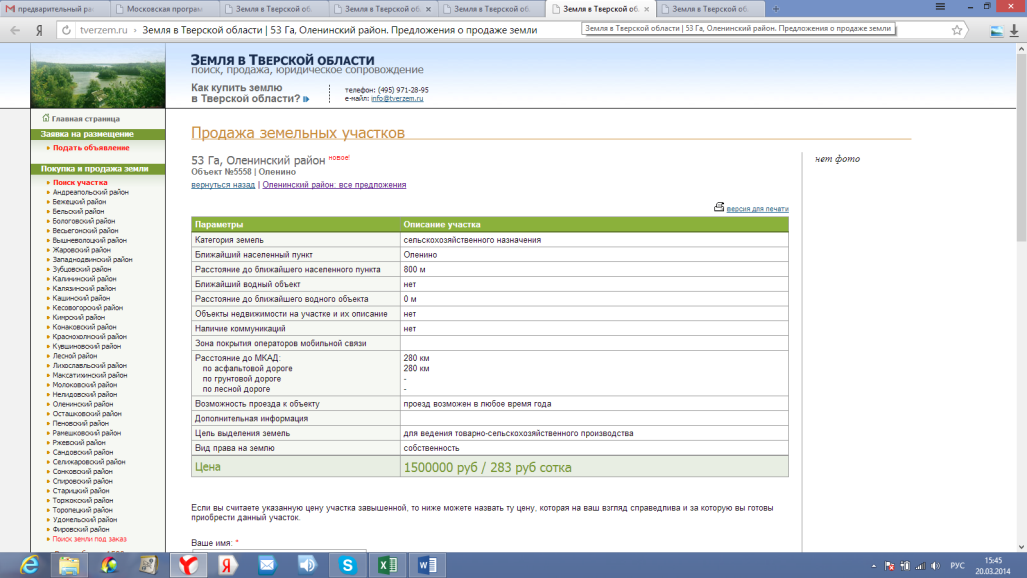 предварительный ра
Московская програм
Земля в Тверской об
Земля в Тверской об
Земля в Тверской об
Земля в Тверской об
Земля в Тверской об
tverzem.ru › Земля в Тверской области | 53 Га, Оленинский район. Предложения о продаже земли
Земля в Тверской области | 53 Га, Оленинский район. Предложения о продаже земли
Земля в Тверской области
поиск, продажа, юридическое сопровождение
Как купить землю
в Тверской области?
телефон: (495) 971-28-95
е-майл: info@tverzem.ru
Главная страница
Заявка на размещение
Подать объявление
Покупка и продажа земли
Поиск участка
Андреапольский район
Бежецкий район
Бельский район
Бологовский район
Весьегонский район
Вышневолоцкий район
Жарковский район
Западнодвинский район
Зубцовский район
Калининский район
Калязинский район
Кашинский район
Кесовогорский район
Кимрский район
Конаковский район
Краснохолмский район
Кувшиновский район
Лесной район
Лихославльский район
Максатихинский район
Молоковский район
Нелидовский район
Оленинский район
Осташковский район
Пеновский район
Рамешковский район
Ржевский район
Сандовский район
Селижаровский район
Сонковский район
Спировский район
Старицкий район
Торжокский район
Торопецкий район
Удомельский район
Фировский район
Поиск земли под заказ
Продажа земельных участков
53 Га, Оленинский район новое!
Объект №5558 | Оленино
вернуться назад | Оленинский район: все предложения
нет фото
версия для печати
Параметры Описание участка
Категория земель сельскохозяйственного назначения
Ближайший населенный пункт Оленино
Расстояние до ближайшего населенного пункта 800 м
Ближайший водный объект нет
Расстояние до ближайшего водного объекта 0 м
Объекты недвижимости на участке и их описание нет
Наличие коммуникаций нет
Зона покрытия операторов мобильной связи
Расстояние до МКАД: 280 км
по асфальтовой дороге 280 км
по грунтовой дороге -
по лесной дороге -
Возможность проезда к объекту проезд возможен в любое время года
Дополнительная информация
Цель выделения земель для ведения товарно-сельскохозяйственного производства
Вид права на землю собственность
Цена 1500000 руб / 283 руб сотка
Если вы считаете указанную цену участка завышенной, то ниже можете назвать ту цену, которая на ваш взгляд справедлива и за которую вы готовы
приобрести данный участок.
Ваше имя: *
РУС
15:45
20.03.2014